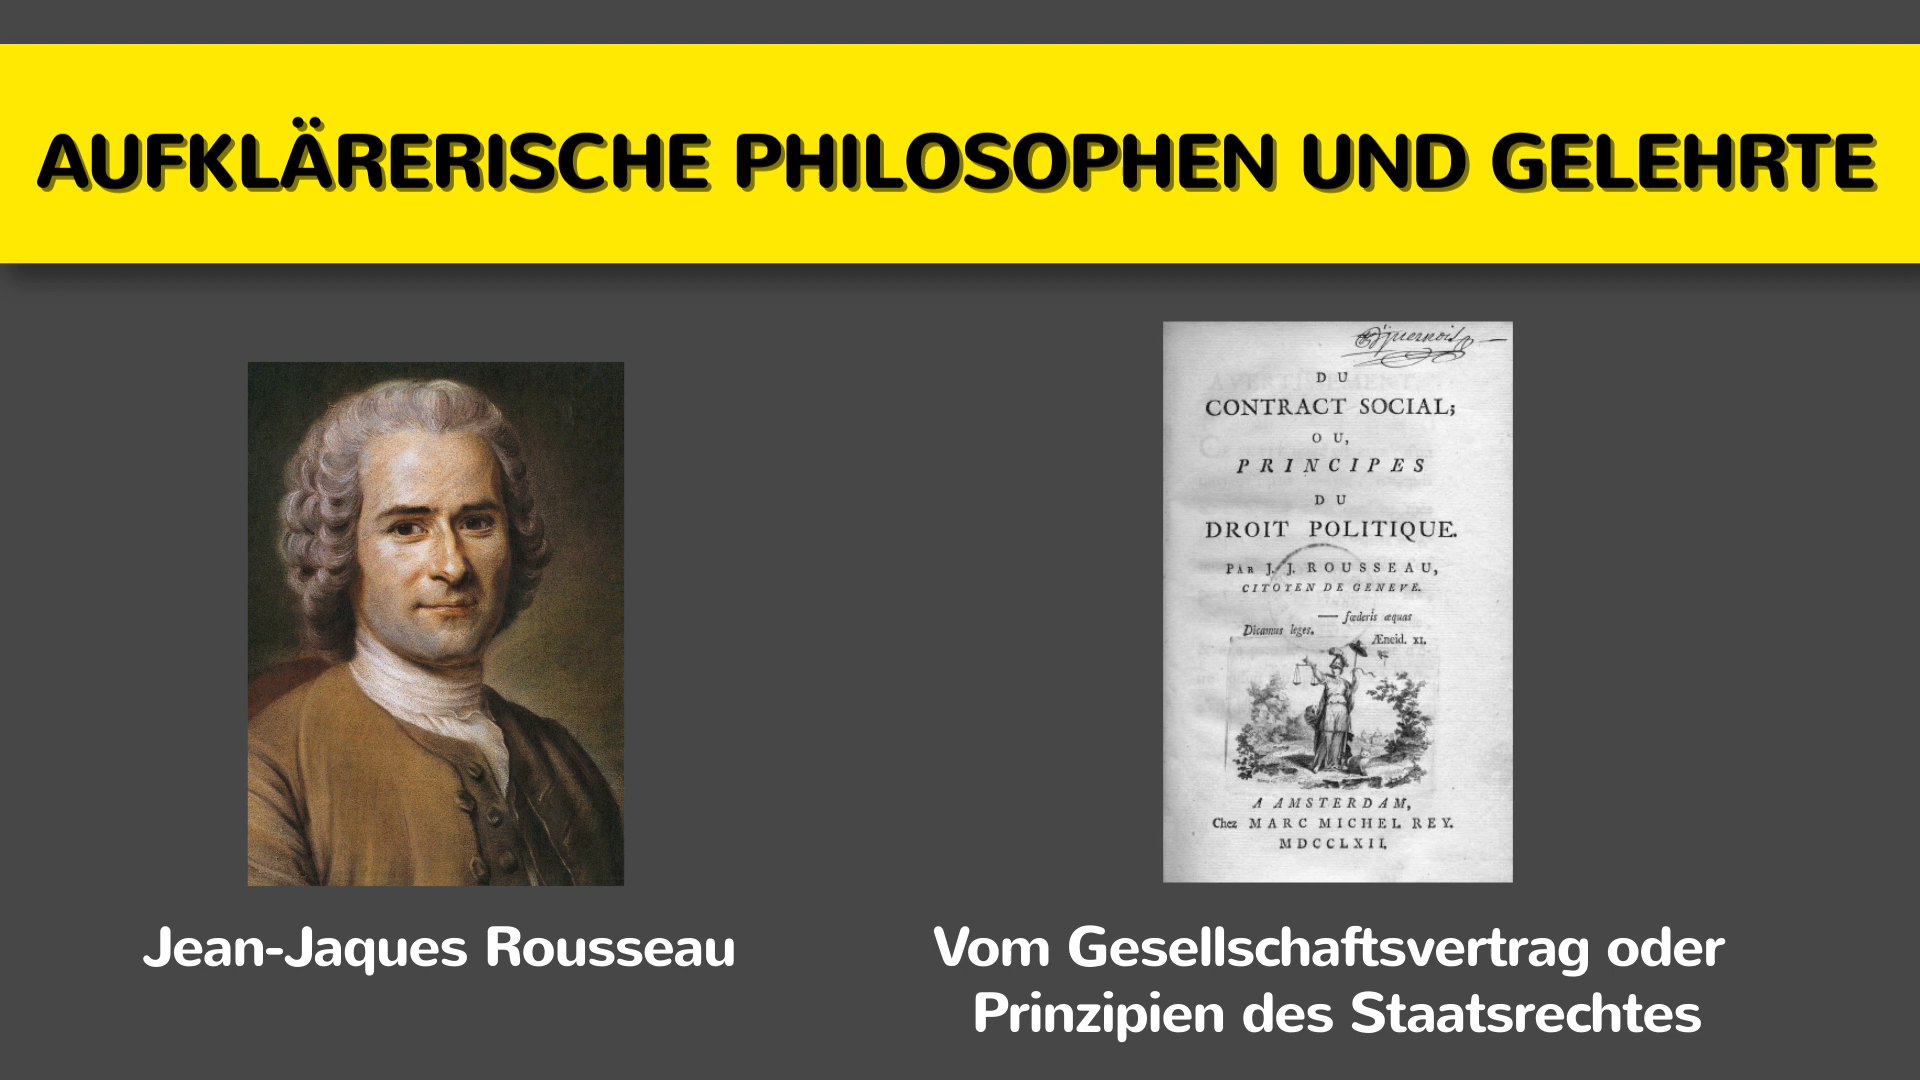 AUFKLÄRERISCHE PHILOSOPHEN UND GELEHRTE
DU
CONTRACT SOCIAL;
OU,
PRINCIPES
DU
DROIT POLITIQUE.
PAR J. J. ROUSSEAU,
CITOYEN DE GENEVE.
— fœderis æquas
Dicamus leges.
Æneid. XI.
A AMSTERDAM,
Chez MARC MICHEL REY.
MDCCLXII.
Jean-Jaques Rousseau
Vom Gesellschaftsvertrag oder
Prinzipien des Staatsrechtes